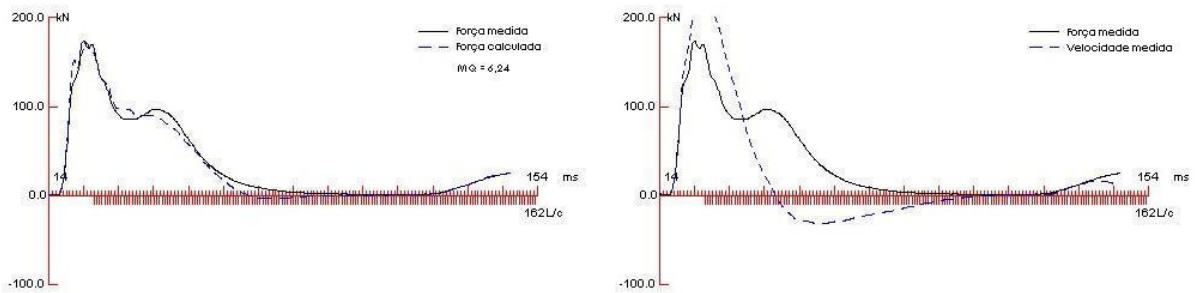 200.0 kN
Força medida
Força calculada
MQ = 6,24
100.0
14
154 ms
0.0
162L/c
-100.0
200.0 kN
Força medida
Velocidade medida
100.0
14
154 ms
0.0
162L/c
-100.0